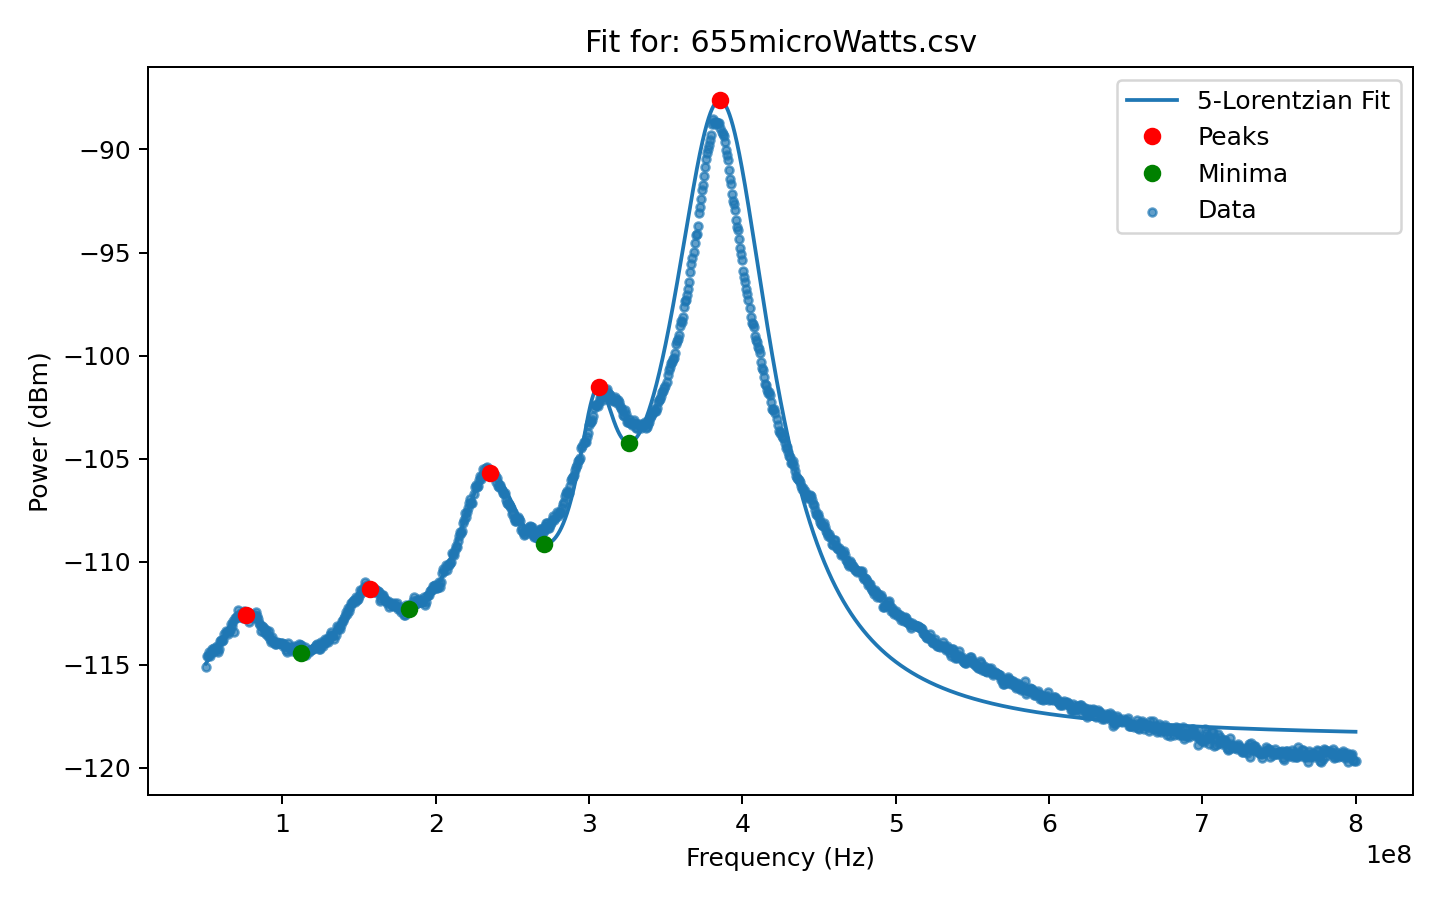 Fit for: 655microWatts.csv
5-Lorentzian Fit
Peaks
Minima
Data
Power (dBm)
−90
−95
−100
−105
−110
−115
−120
1 2 3 4 5 6 7 8
1e8
Frequency (Hz)